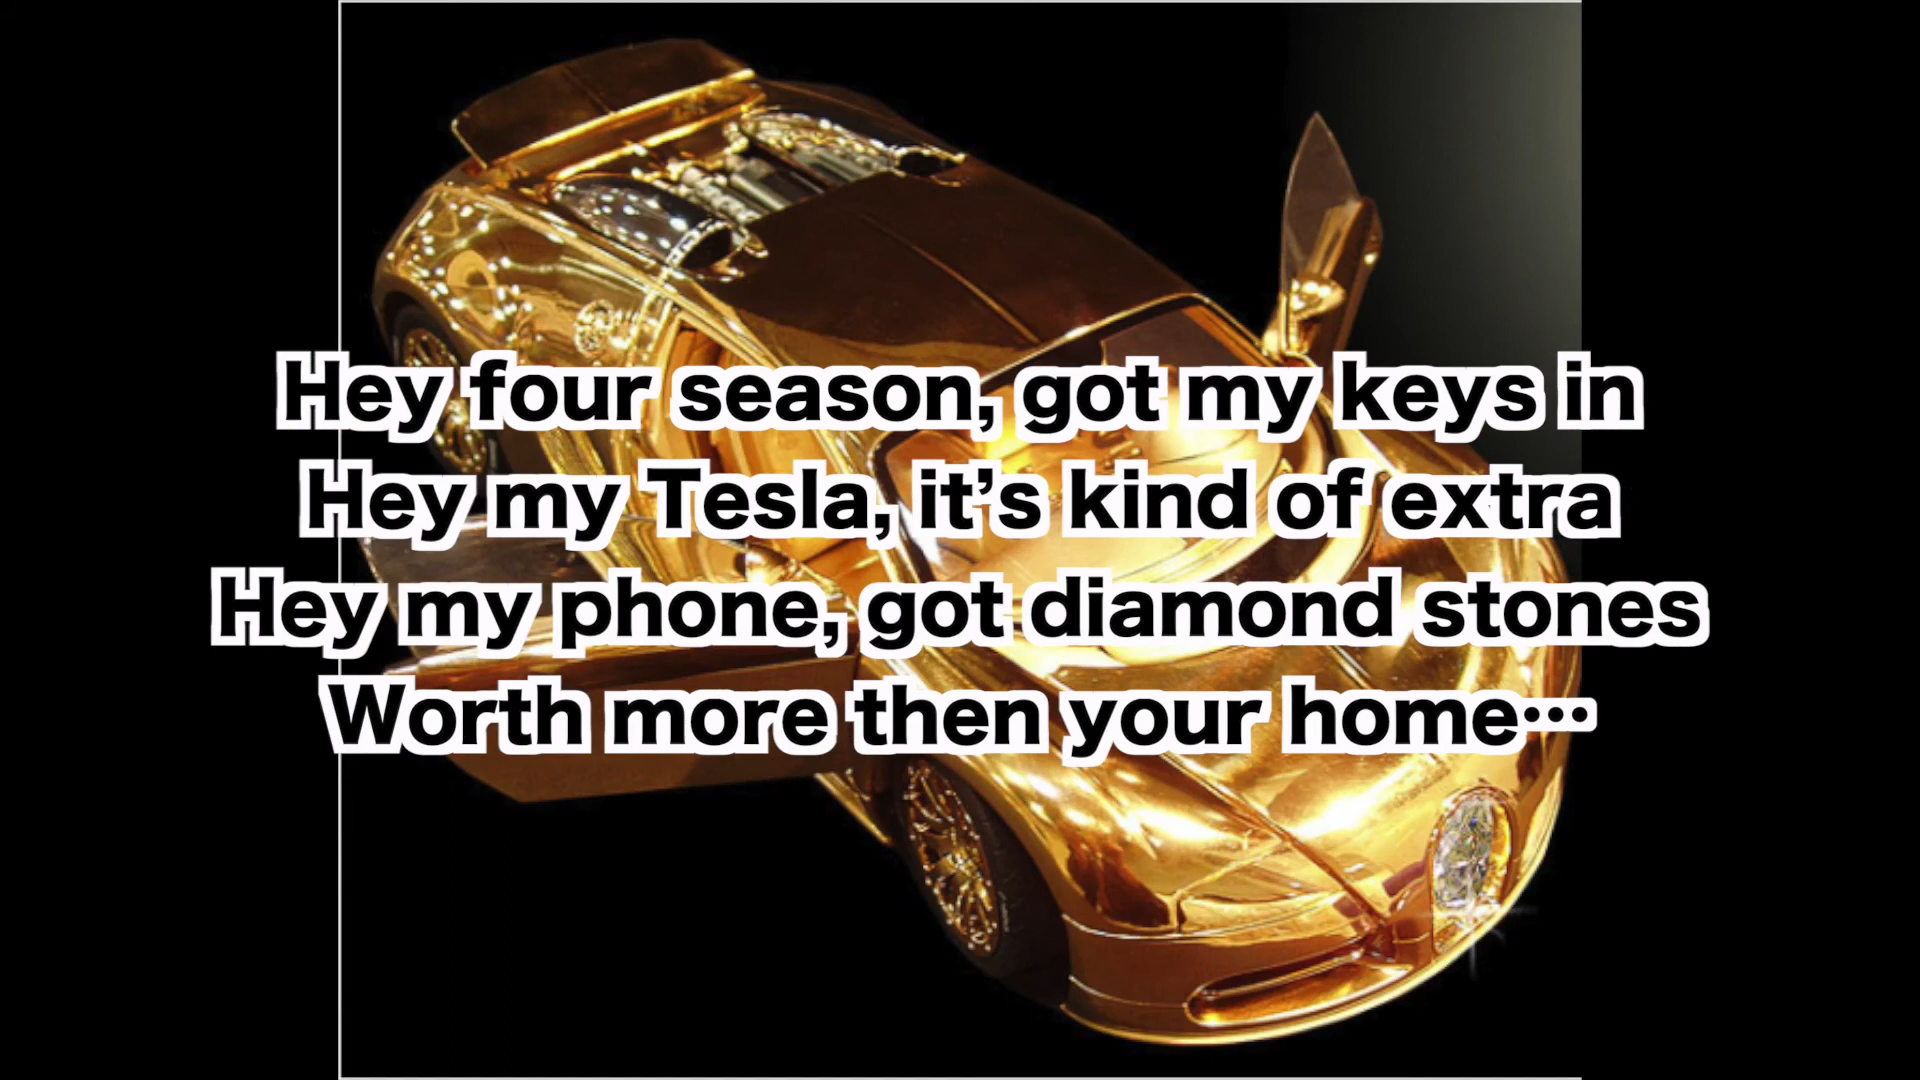 Hey four season, got my keys in
Hey my Tesla, it’s kind of extra
Hey my phone, got diamond stones
Worth more then your home…